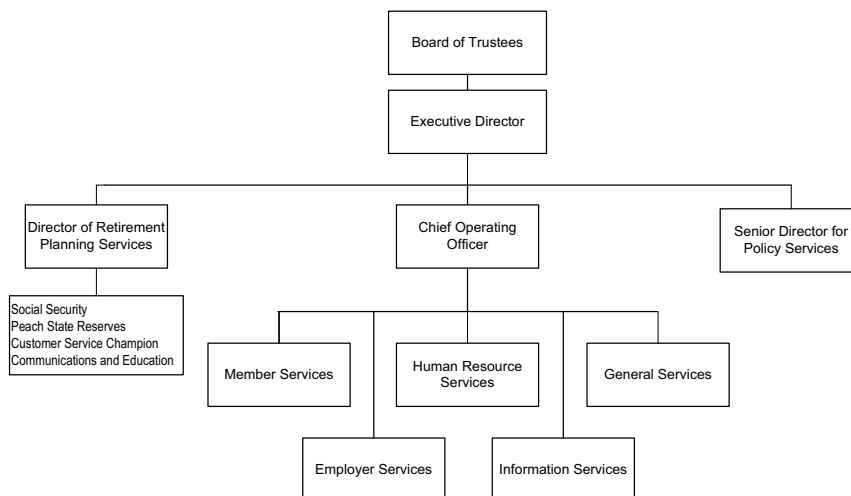 Board of Trustees
Executive Director
Director of Retirement
Planning Services
Chief Operating
Officer
Senior Director for
Policy Services
Social Security
Peach State Reserves
Customer Service Champion
Communications and Education
Member Services
Human Resource
Services
General Services
Employer Services
Information Services